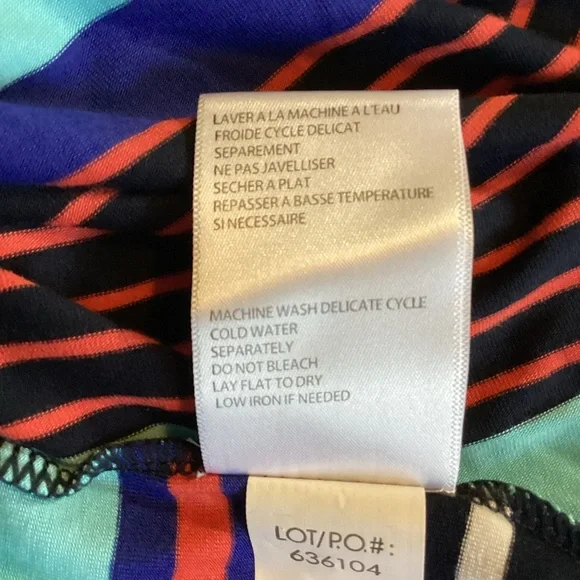 LAVER A LA MACHINE A L'EAU
FROIDE CYCLE DELICAT
SEPAREMENT
NE PAS JAVELLISER
SECHER A PLAT
REPASSER A BASSE TEMPERATURE
SI NECESSAIRE
MACHINE WASH DELICATE CYCLE
COLD WATER
SEPARATELY
DO NOT BLEACH
LAY FLAT TO DRY
LOW IRON IF NEEDED
LOT/P.O.#:
636104